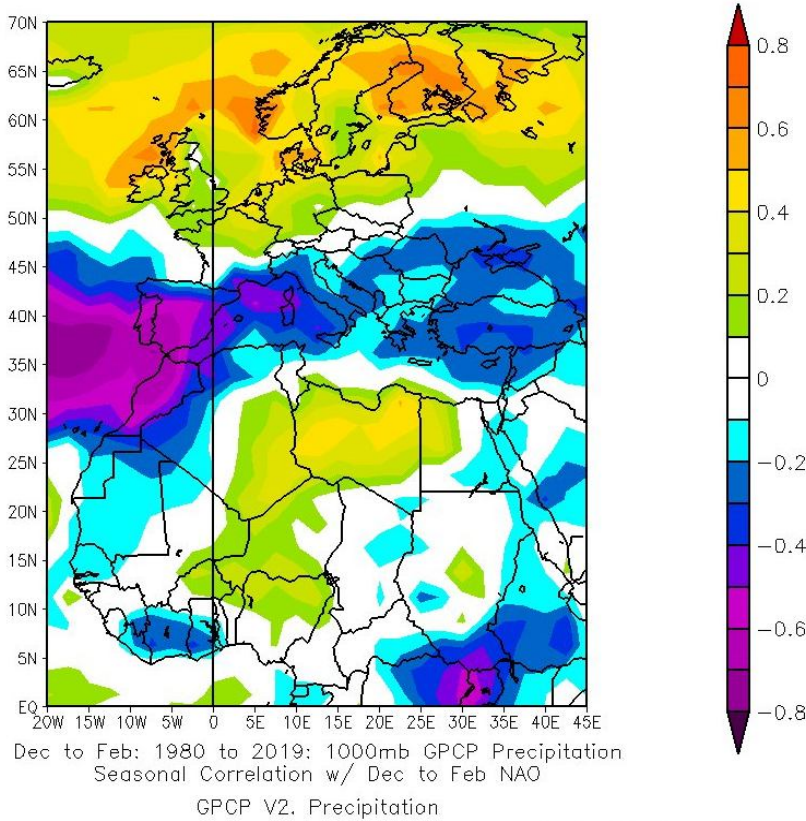 70N
65N
60N
55N
50N
45N
40N
35N
30N
25N
20N
15N
10N
5N
EQ
20W 15W 10W 5W 0 5E 10E 15E 20E 25E 30E 35E 40E 45E
0.8
0.6
0.4
0.2
0
-0.2
-0.4
-0.6
-0.8
Dec to Feb: 1980 to 2019: 1000mb GPCP Precipitation
Seasonal Correlation w/ Dec to Feb NAO
GPCP V2. Precipitation